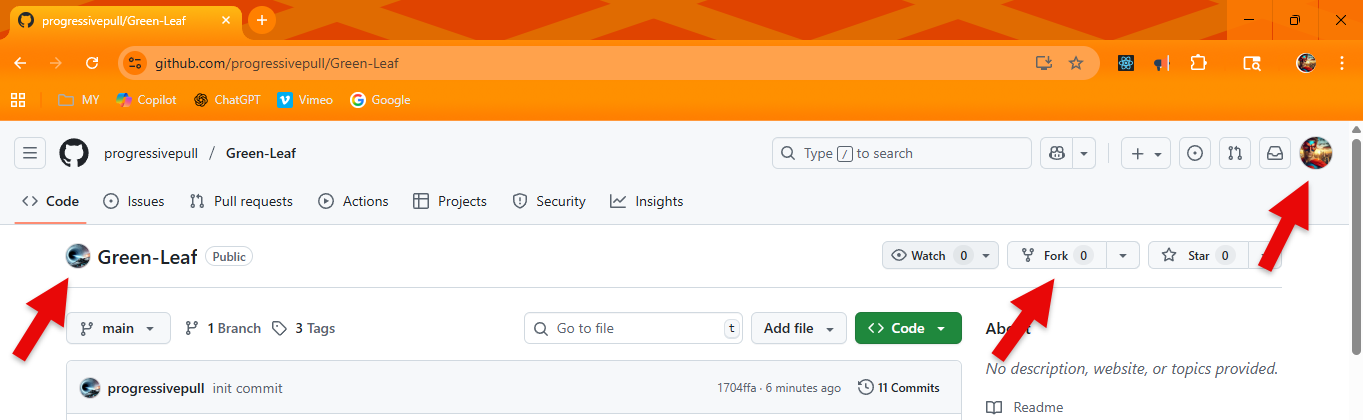 progressivepull/Green-Leaf
github.com/progressivepull/Green-Leaf
MY Copilot ChatGPT Vimeo Google
progressivepull / Green-Leaf Type / to search
Code Issues Pull requests Actions Projects Security Insights
Green-Leaf Public Watch 0 Fork 0 Star 0
main 1 Branch 3 Tags Go to file t Add file Code
About
progressivepull init commit 1704ffa · 6 minutes ago 11 Commits
No description, website, or topics provided.
Readme